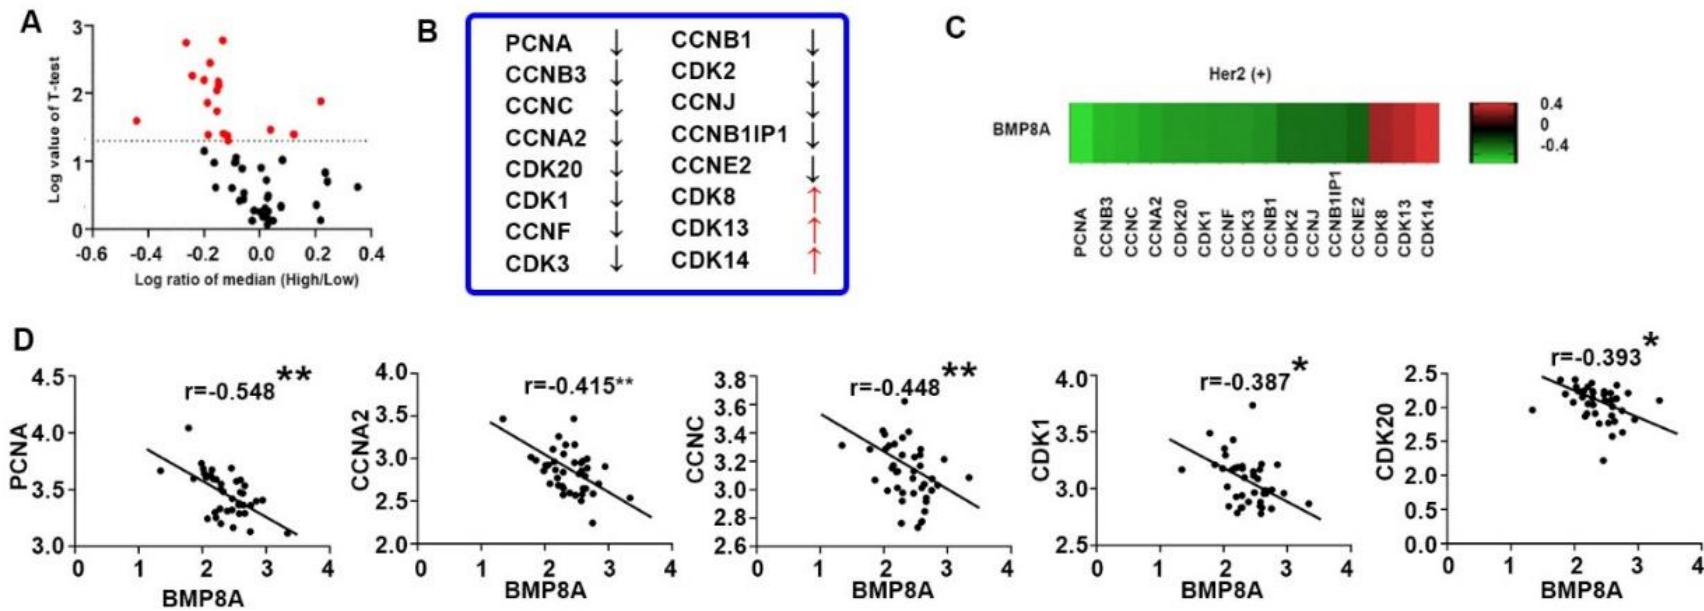 A
3
2
1
0
Log value of T-test
-0.6 -0.4 -0.2 0.0 0.2 0.4
Log ratio of median (High/Low)
B
PCNA ↓ CCNB1 ↓
CCNB3 ↓ CDK2 ↓
CCNC ↓ CCNJ ↓
CCNA2 ↓ CCNB1IP1 ↓
CDK20 ↓ CCNE2 ↓
CDK1 ↓ CDK8 ↑
CCNF ↓ CDK13 ↑
CDK3 ↓ CDK14 ↑
C
Her2 (+)
BMP8A
0.4
0
-0.4
PCNA
CCNB3
CCNC
CCNA2
CDK20
CDK1
CCNF
CDK3
CCNB1
CDK2
CCNJ
CCNB1IP1
CCNE2
CDK8
CDK13
CDK14
D
r=-0.548**
4.5
4.0
3.5
3.0
PCNA
0 1 2 3 4
BMP8A
r=-0.415**
4.0
3.5
3.0
2.5
2.0
CCNA2
0 1 2 3 4
BMP8A
r=-0.448**
3.8
3.6
3.4
3.2
3.0
2.8
2.6
CCNC
0 1 2 3 4
BMP8A
r=-0.387*
4.0
3.5
3.0
2.5
CDK1
0 1 2 3 4
BMP8A
r=-0.393*
2.5
2.0
2.5
2.0
0.5
0.0
CDK20
0 1 2 3 4
BMP8A